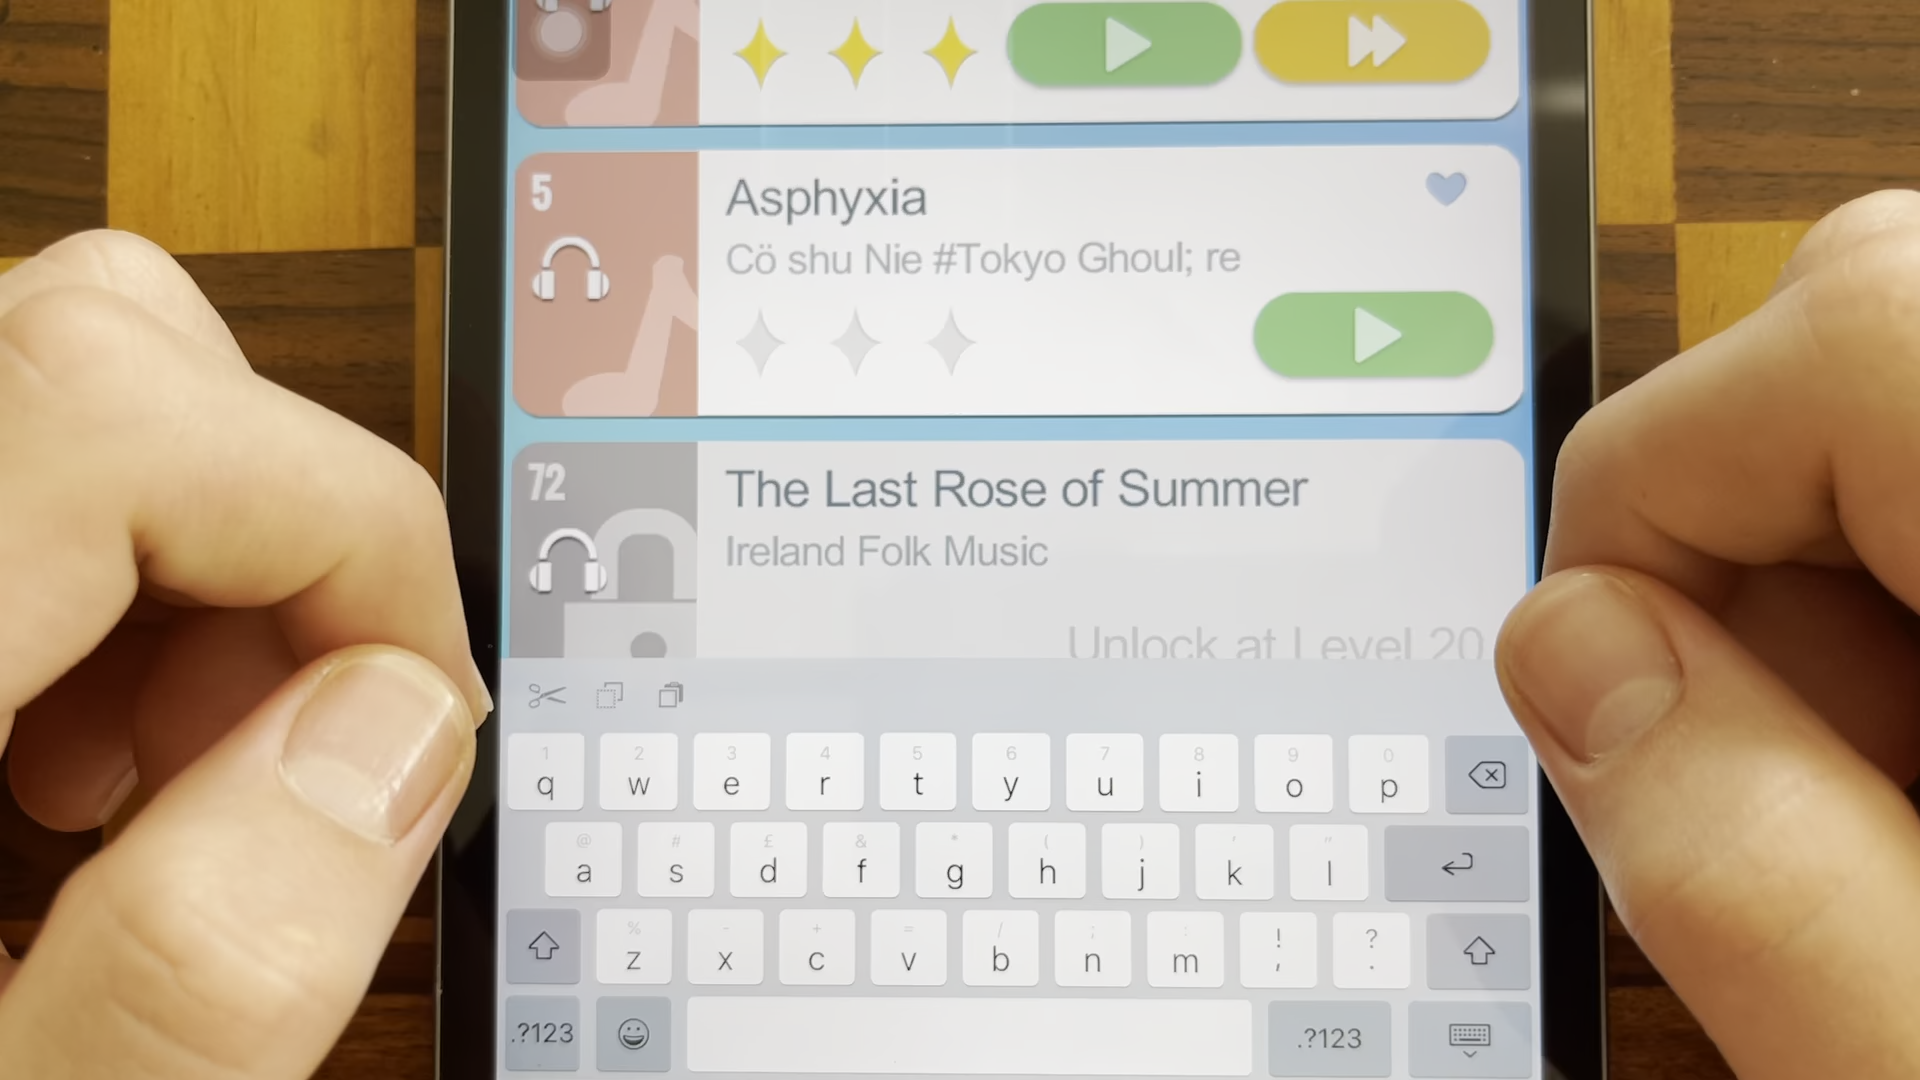 5
Asphyxia
Cö shu Nie #Tokyo Ghoul; re
72
The Last Rose of Summer
Ireland Folk Music
Unlock at Level 20
1 2 3 4 5 6 7 8 9 0
q w e r t y u i o p
@ # £ & * ( ) ' "
a s d f g h j k l
% - + = / ; : ! ?
z x c v b n m , .
.?123 .?123